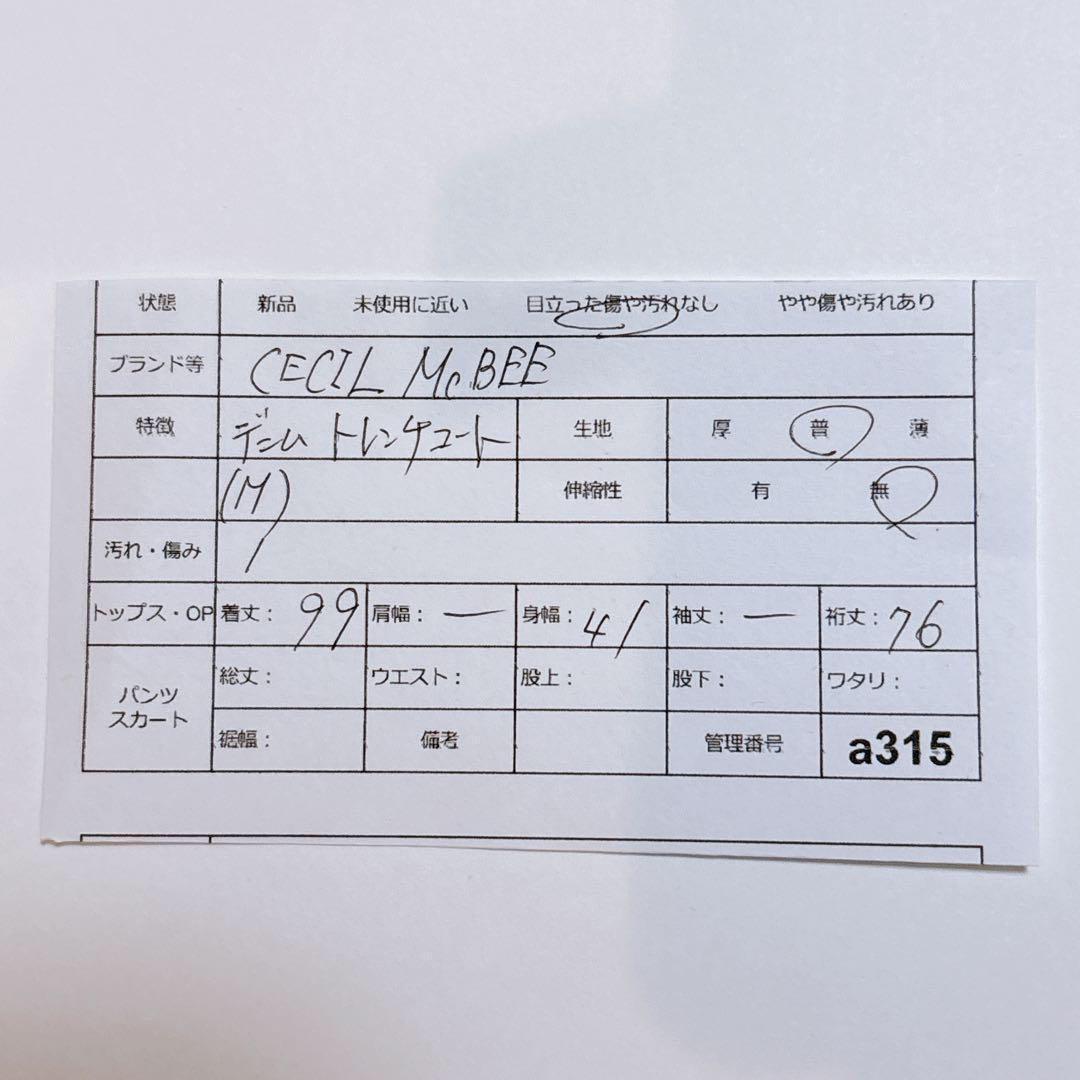 状態 新品 未使用に近い 目立った傷や汚れなし やや傷や汚れあり
ブランド等 CECIL McBEE
特徴 デニム トレンチコート 生地 厚 普 薄
(M) 伸縮性 有 無
汚れ・傷み /
トップス・OP 着丈: 99 肩幅: ー 身幅: 41 袖丈: ー 裄丈: 76
パンツ スカート 総丈: ウエスト: 股上: 股下: ワタリ:
裾幅: 備考 管理番号 a315